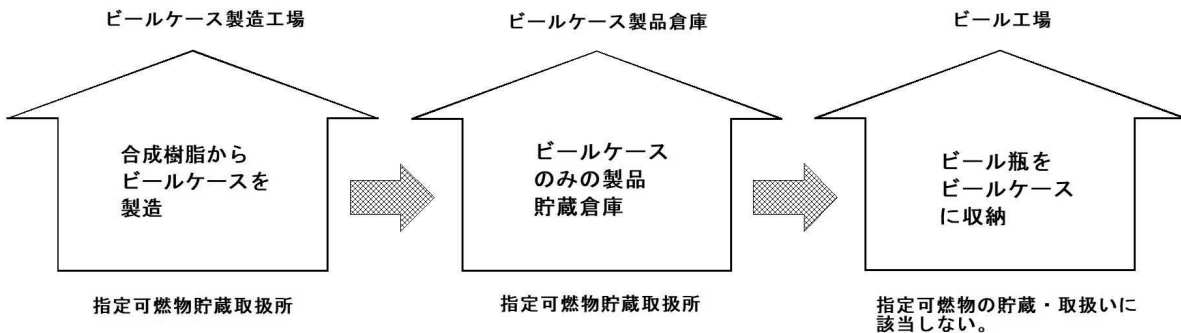 ビールケース製造工場
合成樹脂から
ビールケースを
製造
指定可燃物貯蔵取扱所
ビールケース製品倉庫
ビールケース
のみの製品
貯蔵倉庫
指定可燃物貯蔵取扱所
ビール工場
ビール瓶を
ビールケース
に収納
指定可燃物の貯蔵・取扱いに
該当しない。